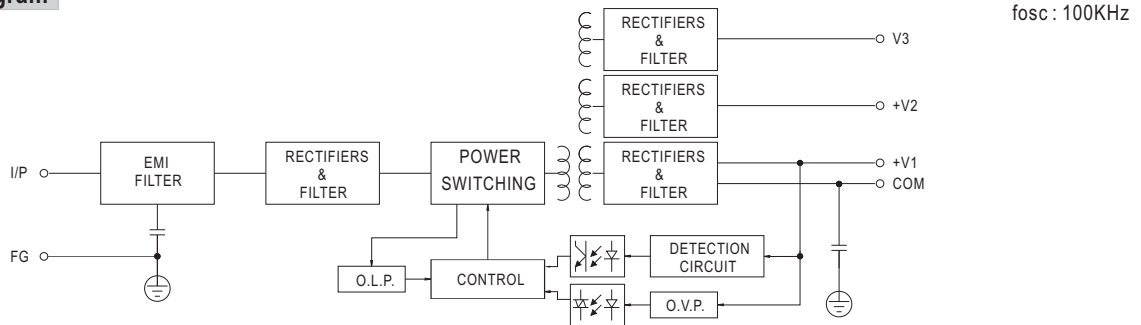 gram
fosc : 100KHz
RECTIFIERS
&
FILTER
V3
RECTIFIERS
&
FILTER
+V2
I/P
EMI
FILTER
RECTIFIERS
&
FILTER
POWER
SWITCHING
RECTIFIERS
&
FILTER
+V1
COM
FG
O.L.P.
CONTROL
DETECTION
CIRCUIT
O.V.P.